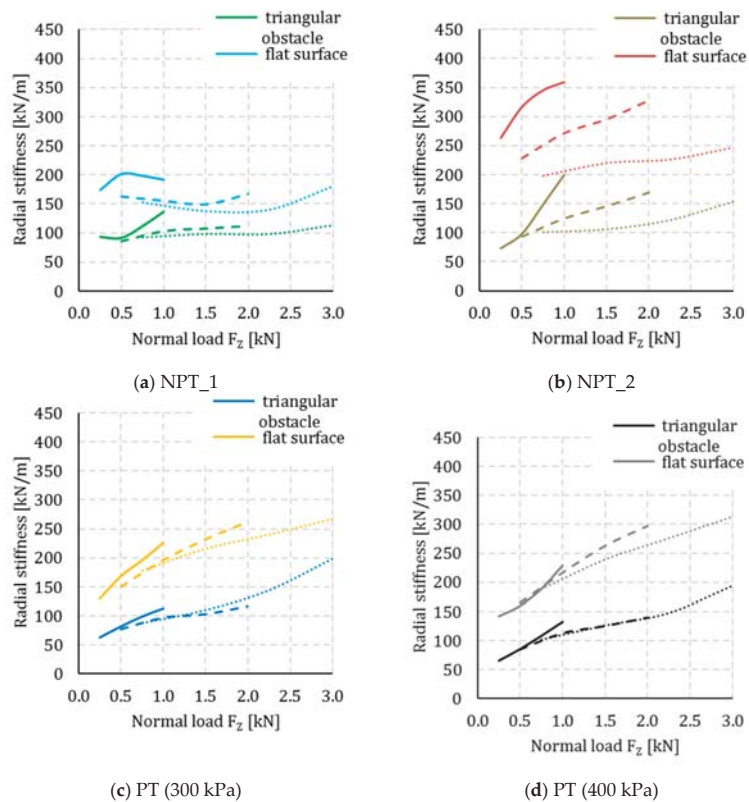 triangular
obstacle
flat surface
450
400
350
300
250
200
150
100
50
0
Radial stiffness [kN/m]
0.0 0.5 1.0 1.5 2.0 2.5 3.0
Normal load FZ [kN]
(a) NPT_1
triangular
obstacle
flat surface
450
400
350
300
250
200
150
100
50
0
Radial stiffness [kN/m]
0.0 0.5 1.0 1.5 2.0 2.5 3.0
Normal load FZ [kN]
(b) NPT_2
triangular
obstacle
flat surface
450
400
350
300
250
200
150
100
50
0
Radial stiffness [kN/m]
0.0 0.5 1.0 1.5 2.0 2.5 3.0
Normal load FZ [kN]
(c) PT (300 kPa)
triangular
obstacle
flat surface
450
400
350
300
250
200
150
100
50
0
Radial stiffness [kN/m]
0.0 0.5 1.0 1.5 2.0 2.5 3.0
Normal load FZ [kN]
(d) PT (400 kPa)